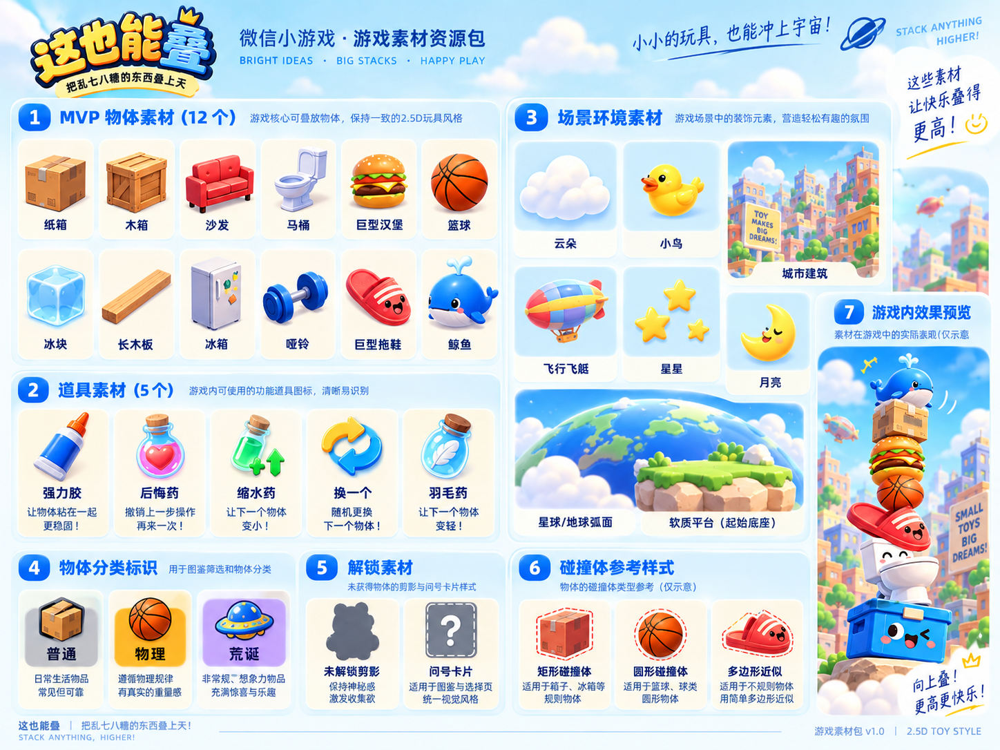 这也能叠
把乱七八糟的东西叠上天
微信小游戏 · 游戏素材资源包
BRIGHT IDEAS · BIG STACKS · HAPPY PLAY
小小的玩具，也能冲上宇宙！
STACK ANYTHING
HIGHER!
这些素材
让快乐叠得
更高！
1 MVP 物体素材 (12 个) 游戏核心可叠放物体，保持一致的2.5D玩具风格
纸箱 木箱 沙发 马桶 巨型汉堡 篮球
冰块 长木板 冰箱 哑铃 巨型拖鞋 鲸鱼
2 道具素材 (5 个) 游戏内可使用的功能道具图标，清晰易识别
强力胶
让物体粘在一起
更稳固！
后悔药
撤销上一步操作
再来一次！
缩水药
让下一个物体
变小！
换一个
随机更换
下一个物体！
羽毛药
让下一个物体
变轻！
3 场景环境素材 游戏场景中的装饰元素，营造轻松有趣的氛围
云朵 小鸟
TOY
MAKES
BIG
DREAMS!
TOY
城市建筑
飞行飞艇 星星 月亮
星球/地球弧面 软质平台（起始底座）
4 物体分类标识 用于图鉴筛选和物体分类
普通
日常生活物品
常见但可靠
物理
遵循物理规律
有真实的重量感
荒诞
非常规、想象力物品
充满惊喜与乐趣
5 解锁素材
未获得物体的剪影与问号卡片样式
未解锁剪影
保持神秘感
激发收集欲
?
问号卡片
适用于图鉴与选择页
统一视觉风格
6 碰撞体参考样式
物体的碰撞体类型参考（仅示意）
矩形碰撞体
适用于箱子、冰箱等
规则物体
圆形碰撞体
适用于篮球、球类
圆形物体
多边形近似
适用于不规则物体
用简单多边形近似
7 游戏内效果预览
素材在游戏中的实际表现(仅示意
SMALL
TOYS
BIG
DREAMS!
向上叠！
更高更快乐！
这也能叠 | 把乱七八糟的东西叠上天！
STACK ANYTHING, HIGHER!
游戏素材包 v1.0 | 2.5D TOY STYLE